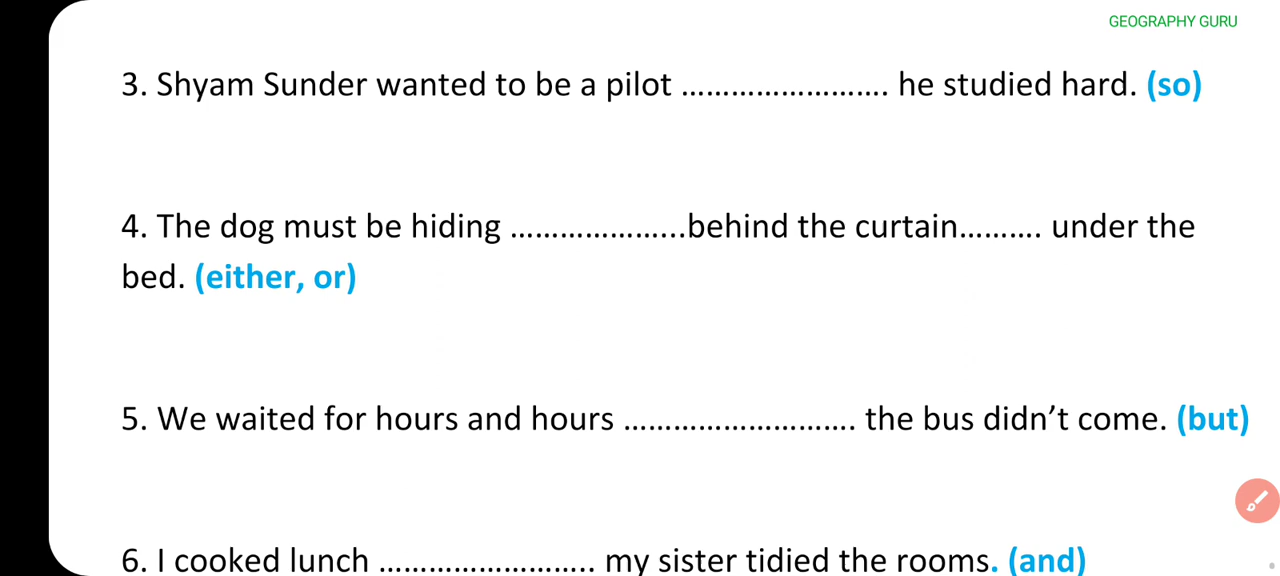 GEOGRAPHY GURU
3. Shyam Sunder wanted to be a pilot ......................... he studied hard. (so)
4. The dog must be hiding .....................behind the curtain.......... under the
bed. (either, or)
5. We waited for hours and hours ............................ the bus didn’t come. (but)
6. I cooked lunch .......................... my sister tidied the rooms. (and)